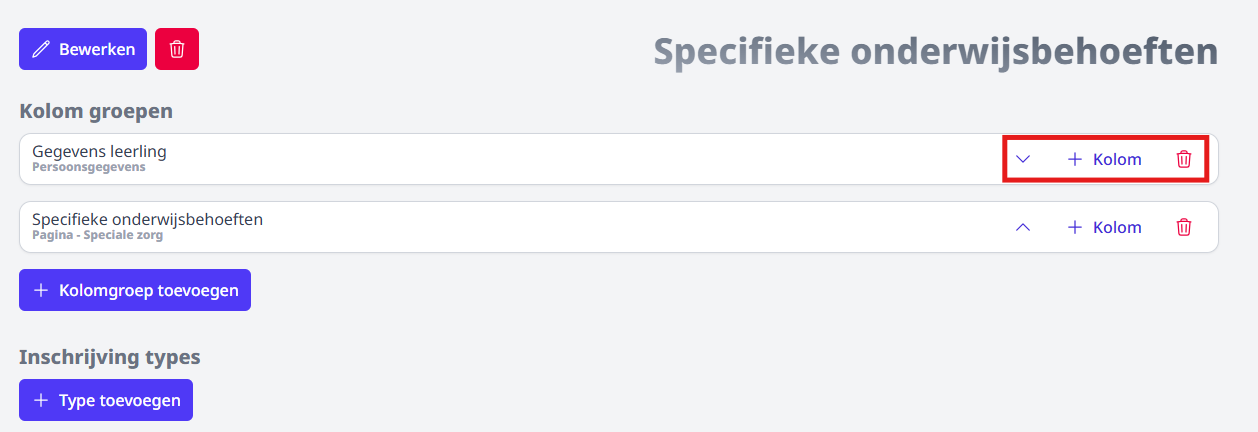 Bewerken
Specifieke onderwijsbehoeften
Kolom groepen
Gegevens leerling
Persoonsgegevens
Kolom
Specifieke onderwijsbehoeften
Pagina - Speciale zorg
Kolom
Kolomgroep toevoegen
Inschrijving types
Type toevoegen